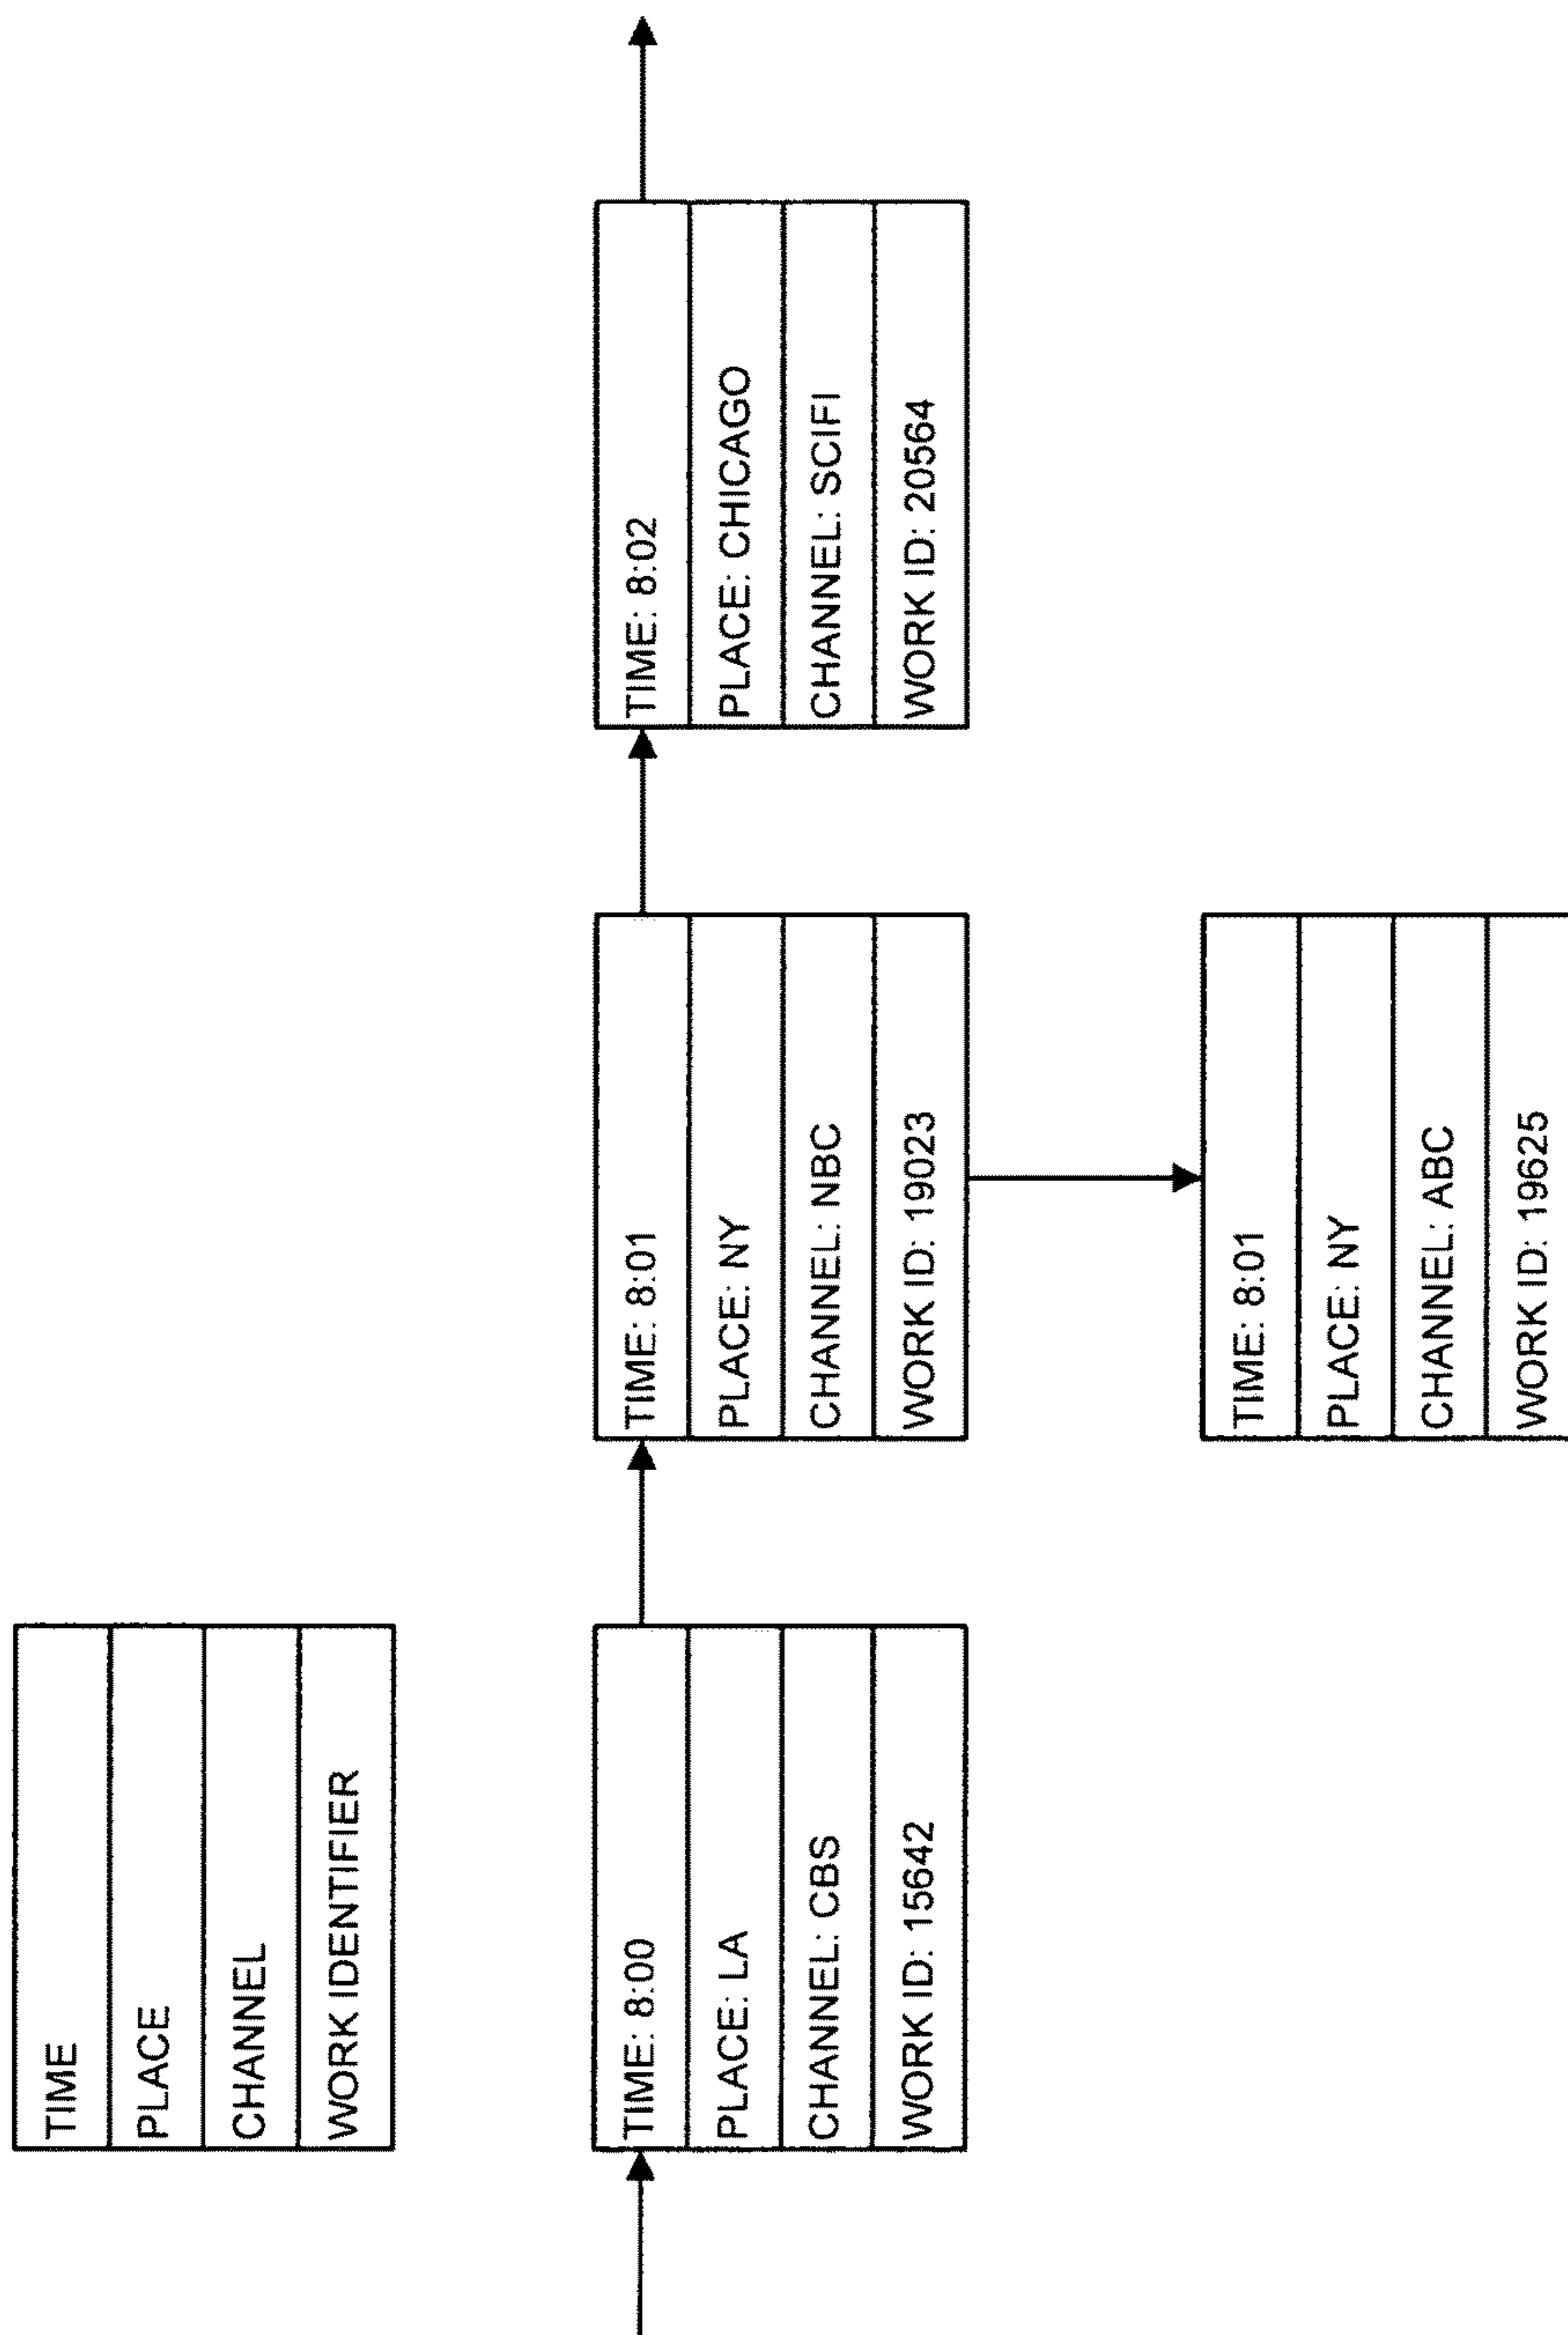 TIME
PLACE
CHANNEL
WORK IDENTIFIER
TIME: 8:00
PLACE: LA
CHANNEL: CBS
WORK ID: 15642
TIME: 8:01
PLACE: NY
CHANNEL: NBC
WORK ID: 19023
TIME: 8:02
PLACE: CHICAGO
CHANNEL: SCIFI
WORK ID: 20564
TIME: 8:01
PLACE: NY
CHANNEL: ABC
WORK ID: 19625